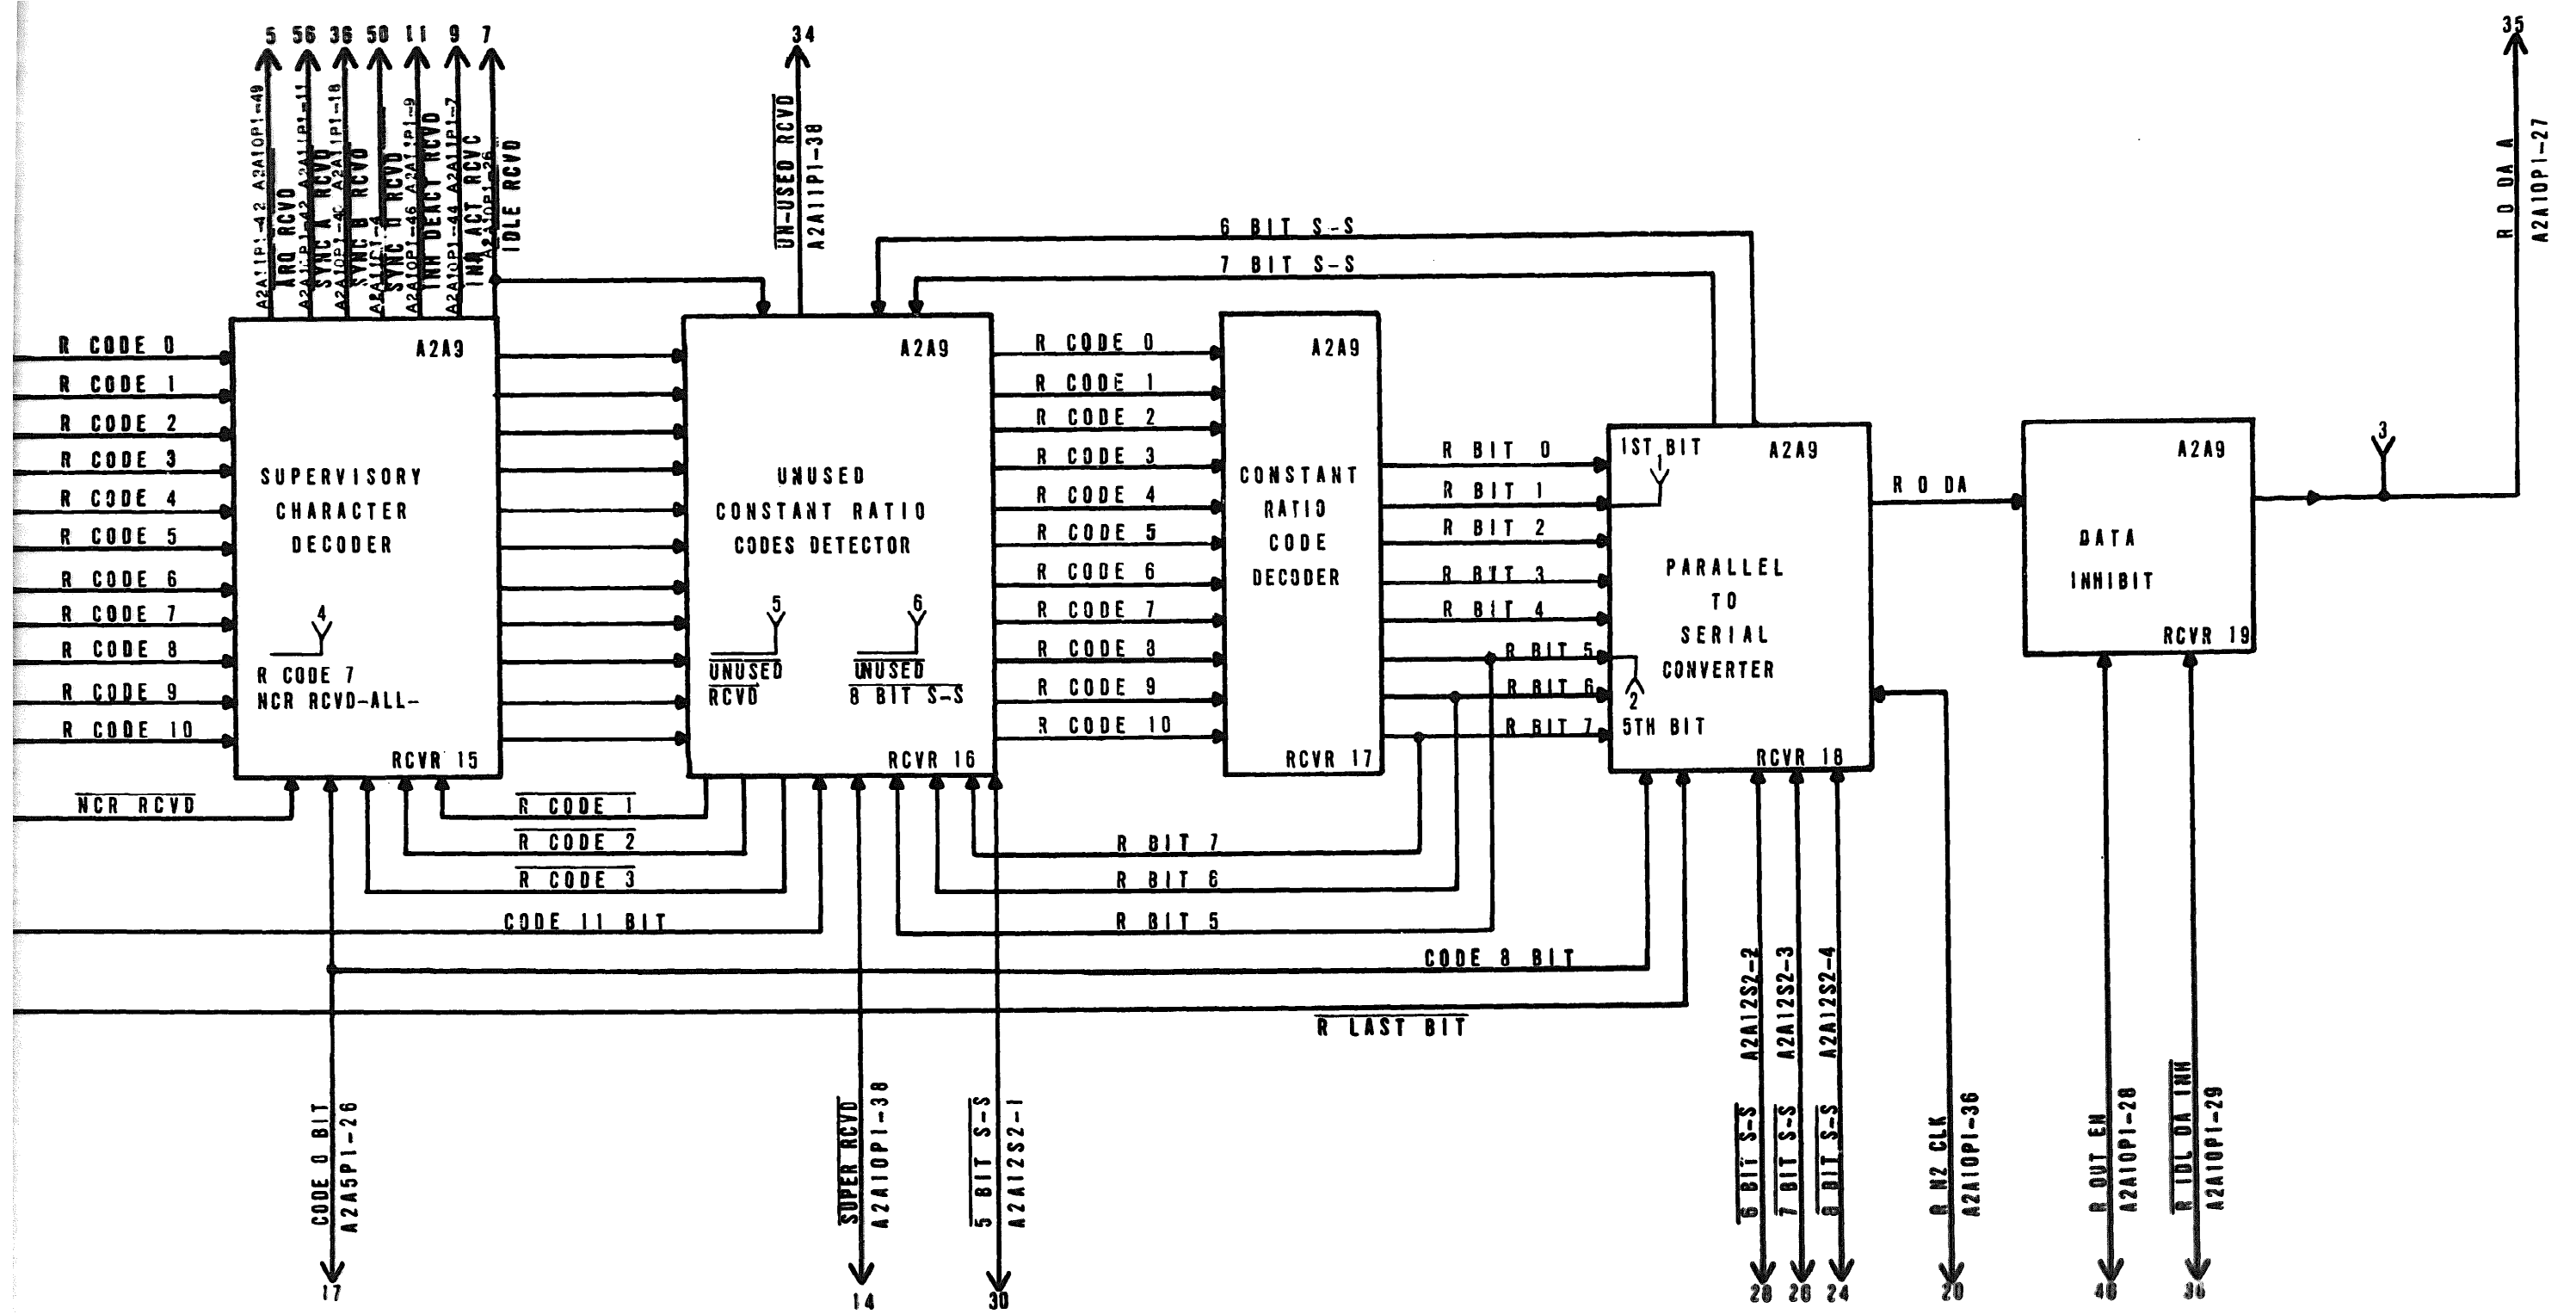 5 56 36 50 11 9 7
34
35
A2A11P1-42 A2A10P1-49
ARQ RCVD
SYNC A RCVD
SYNC B RCVD
SYNC D RCVD
A2A10P1-46 A2A11P1-9
INH DEACT RCVD
A2A10P1-44 A2A11P1-7
INH ACT RCVC
A2A10P1-26
IDLE RCVD
UN-USED RCVD
A2A11P1-38
6 BIT S-S
7 BIT S-S
R O DA A
A2A10P1-27
R CODE 0
R CODE 1
R CODE 2
R CODE 3
R CODE 4
R CODE 5
R CODE 6
R CODE 7
R CODE 8
R CODE 9
R CODE 10
NCR RCVD
A2A9
SUPERVISORY
CHARACTER
DECODER
4
R CODE 7
NCR RCVD-ALL-
RCVR 15
A2A9
UNUSED
CONSTANT RATIO
CODES DETECTOR
5
UNUSED
RCVD
6
UNUSED
8 BIT S-S
RCVR 16
R CODE 0
R CODE 1
R CODE 2
R CODE 3
R CODE 4
R CODE 5
R CODE 6
R CODE 7
R CODE 8
R CODE 9
R CODE 10
A2A9
CONSTANT
RATIO
CODE
DECODER
RCVR 17
R BIT 0
R BIT 1
R BIT 2
R BIT 3
R BIT 4
R BIT 5
R BIT 6
R BIT 7
1ST BIT
1
A2A9
PARALLEL
TO
SERIAL
CONVERTER
2
5TH BIT
RCVR 18
R O DA
A2A9
DATA
INHIBIT
RCVR 19
3
R CODE 1
R CODE 2
R CODE 3
CODE 11 BIT
R BIT 7
R BIT 6
R BIT 5
CODE 8 BIT
R LAST BIT
CODE 0 BIT
A2A5P1-26
SUPER RCVD
A2A10P1-38
5 BIT S-S
A2A12S2-1
6 BIT S-S A2A12S2-2
7 BIT S-S A2A12S2-3
8 BIT S-S A2A12S2-4
R N2 CLK
A2A10P1-36
R OUT EN
A2A10P1-28
R IDL DA INH
A2A10P1-29
17
14
30
28 26 24
20